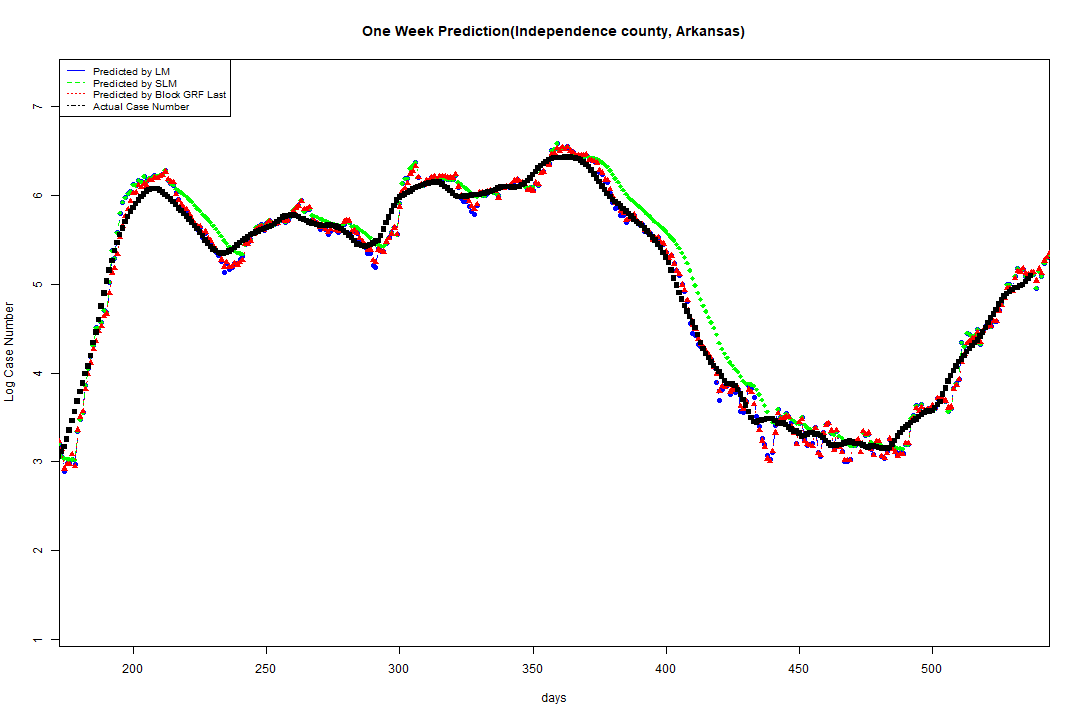 One Week Prediction(Independence county, Arkansas)
Predicted by LM
Predicted by SLM
Predicted by Block GRF Last
Actual Case Number
7
6
5
4
3
2
1
Log Case Number
200 250 300 350 400 450 500
days